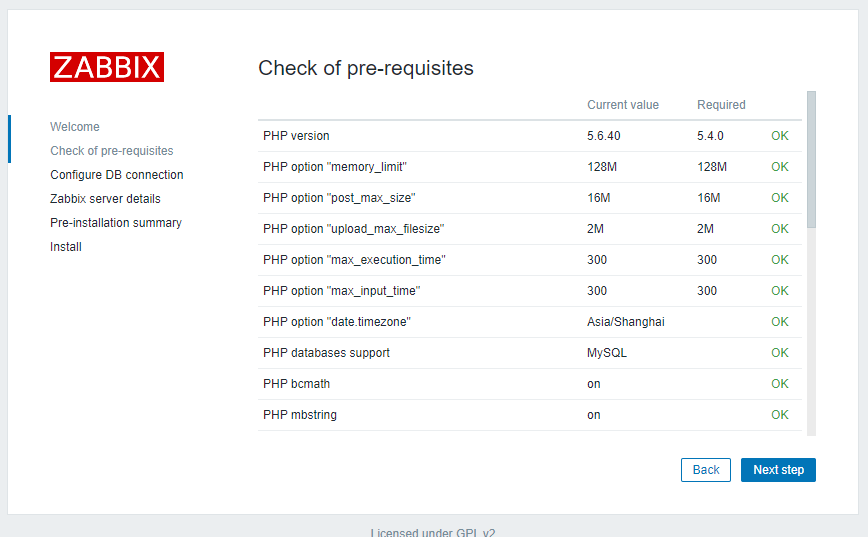 ZABBIX
Welcome
Check of pre-requisites
Configure DB connection
Zabbix server details
Pre-installation summary
Install
Check of pre-requisites
Current value Required
PHP version 5.6.40 5.4.0 OK
PHP option "memory_limit" 128M 128M OK
PHP option "post_max_size" 16M 16M OK
PHP option "upload_max_filesize" 2M 2M OK
PHP option "max_execution_time" 300 300 OK
PHP option "max_input_time" 300 300 OK
PHP option "date.timezone" Asia/Shanghai OK
PHP databases support MySQL OK
PHP bcmath on OK
PHP mbstring on OK
Back Next step
Licensed under GPL v2